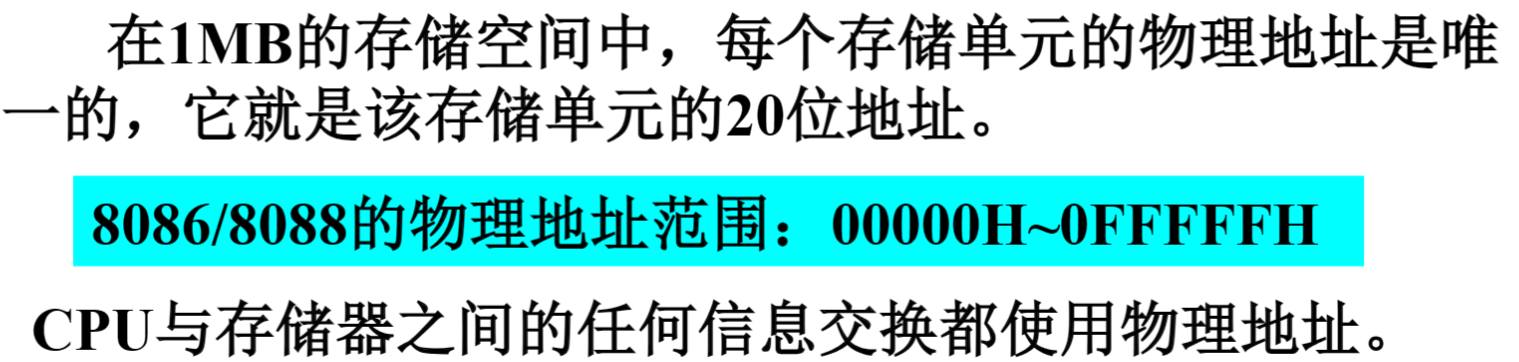 在1MB的存储空间中，每个存储单元的物理地址是唯
一的，它就是该存储单元的20位地址。
8086/8088的物理地址范围：00000H~0FFFFFH
CPU与存储器之间的任何信息交换都使用物理地址。